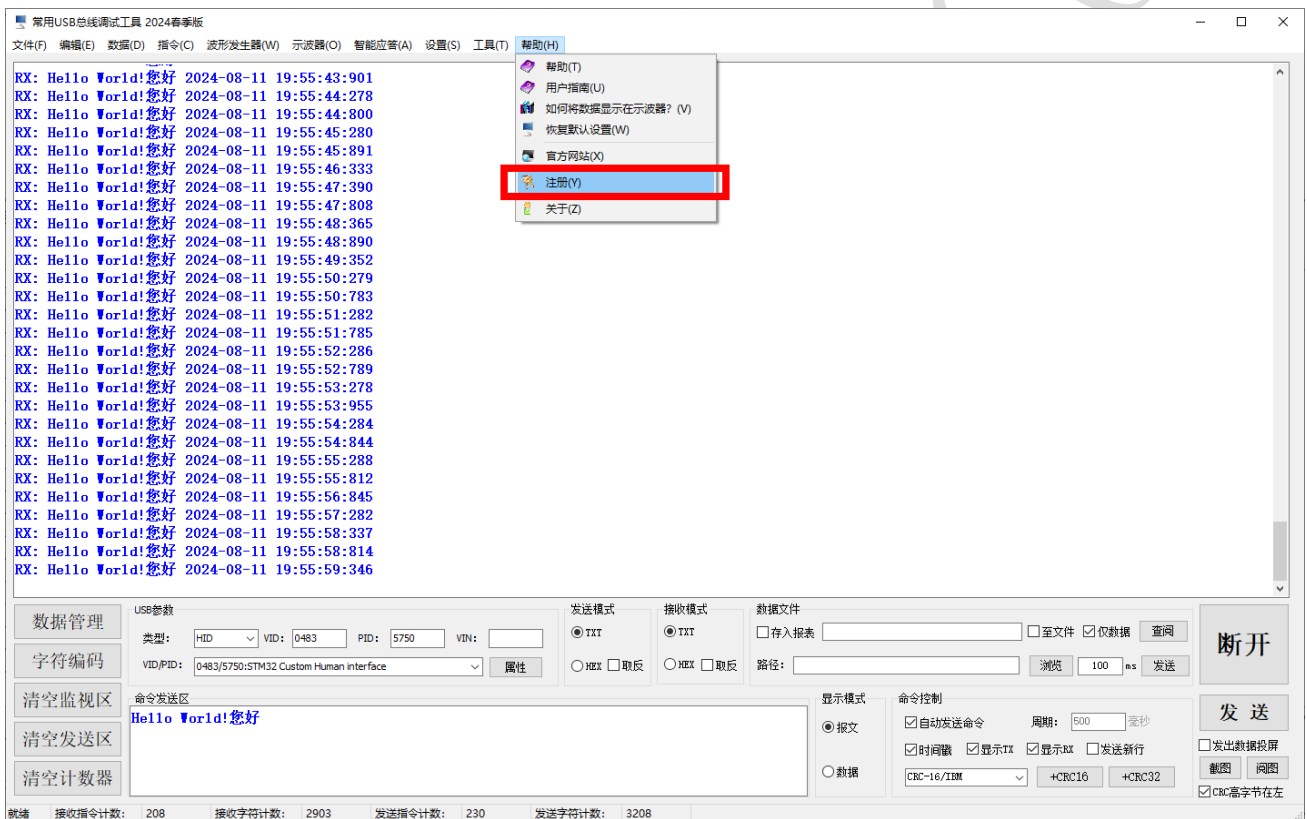 常用USB总线调试工具 2024春季版
文件(F) 编辑(E) 数据(D) 指令(C) 波形发生器(W) 示波器(O) 智能应答(A) 设置(S) 工具(T) 帮助(H)
帮助(T)
用户指南(U)
如何将数据显示在示波器？(V)
恢复默认设置(W)
官方网站(X)
注册(Y)
关于(Z)
RX: Hello World!您好 2024-08-11 19:55:43:901
RX: Hello World!您好 2024-08-11 19:55:44:278
RX: Hello World!您好 2024-08-11 19:55:44:800
RX: Hello World!您好 2024-08-11 19:55:45:280
RX: Hello World!您好 2024-08-11 19:55:45:891
RX: Hello World!您好 2024-08-11 19:55:46:333
RX: Hello World!您好 2024-08-11 19:55:47:390
RX: Hello World!您好 2024-08-11 19:55:47:808
RX: Hello World!您好 2024-08-11 19:55:48:365
RX: Hello World!您好 2024-08-11 19:55:48:890
RX: Hello World!您好 2024-08-11 19:55:49:352
RX: Hello World!您好 2024-08-11 19:55:50:279
RX: Hello World!您好 2024-08-11 19:55:50:783
RX: Hello World!您好 2024-08-11 19:55:51:282
RX: Hello World!您好 2024-08-11 19:55:51:785
RX: Hello World!您好 2024-08-11 19:55:52:286
RX: Hello World!您好 2024-08-11 19:55:52:789
RX: Hello World!您好 2024-08-11 19:55:53:278
RX: Hello World!您好 2024-08-11 19:55:53:955
RX: Hello World!您好 2024-08-11 19:55:54:284
RX: Hello World!您好 2024-08-11 19:55:54:844
RX: Hello World!您好 2024-08-11 19:55:55:288
RX: Hello World!您好 2024-08-11 19:55:55:812
RX: Hello World!您好 2024-08-11 19:55:56:845
RX: Hello World!您好 2024-08-11 19:55:57:282
RX: Hello World!您好 2024-08-11 19:55:58:337
RX: Hello World!您好 2024-08-11 19:55:58:814
RX: Hello World!您好 2024-08-11 19:55:59:346
数据管理
字符编码
清空监视区
清空发送区
清空计数器
USB参数
类型: HID VID: 0483 PID: 5750 VIN:
VID/PID: 0483/5750:STM32 Custom Human interface 属性
发送模式
TXT
HEX 取反
接收模式
TXT
HEX 取反
数据文件
存入报表 至文件 仅数据 查阅
路径: 浏览 100 ms 发送
断开
命令发送区
Hello World!您好
显示模式
报文
数据
命令控制
自动发送命令 周期: 500 毫秒
时间戳 显示TX 显示RX 发送新行
CRC-16/IBM +CRC16 +CRC32
发 送
发出数据投屏
截图 阅图
CRC高字节在左
就绪 接收指令计数: 208 接收字符计数: 2903 发送指令计数: 230 发送字符计数: 3208